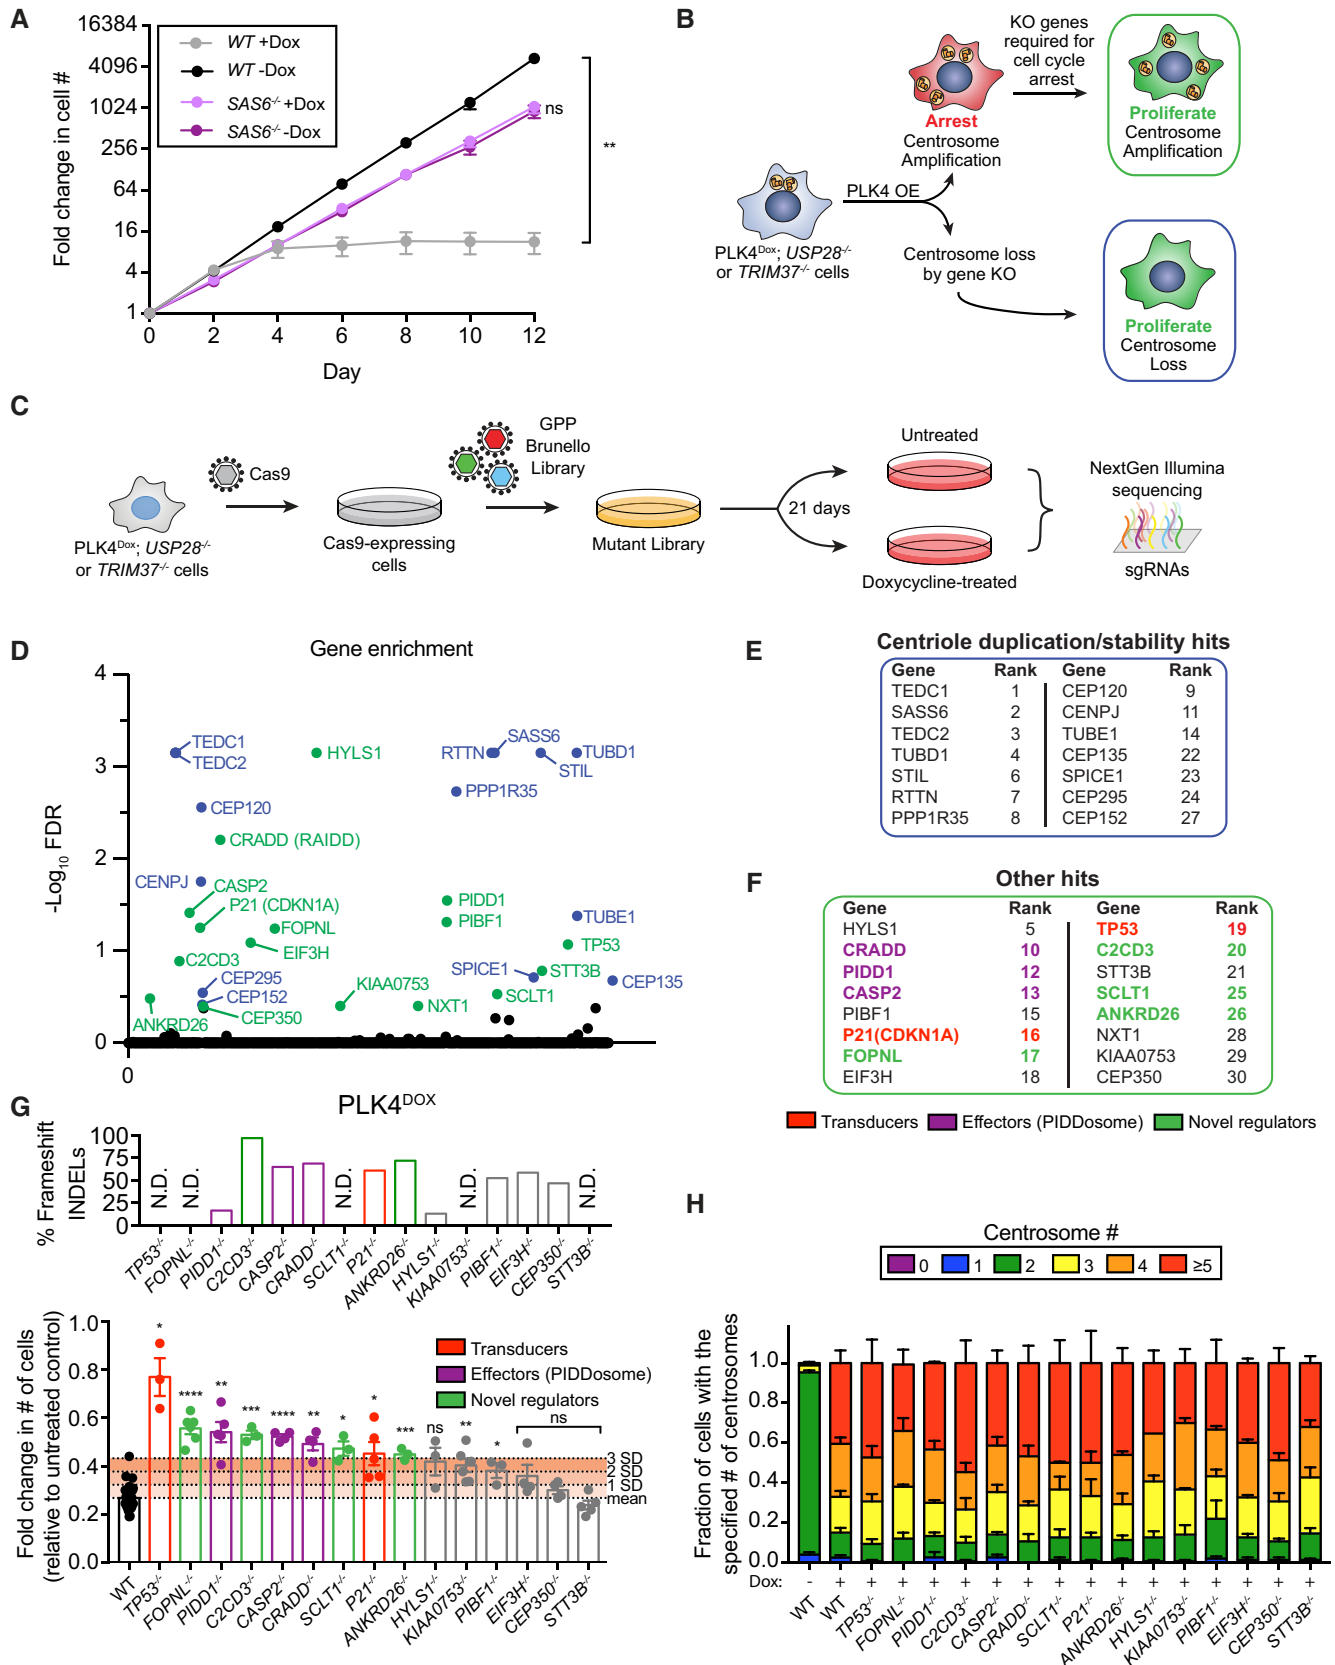 A
Fold change in cell #
16384
4096
1024
256
64
16
4
1
0
2
4
6
8
10
12
Day
WT +Dox
WT -Dox
SAS6-/- +Dox
SAS6-/- -Dox
ns
**
B
PLK4Dox; USP28-/-
or TRIM37-/- cells
PLK4 OE
Arrest
Centrosome
Amplification
KO genes
required for
cell cycle
arrest
Proliferate
Centrosome
Amplification
Centrosome loss
by gene KO
Proliferate
Centrosome
Loss
C
PLK4Dox; USP28-/-
or TRIM37-/- cells
Cas9
Cas9-expressing
cells
GPP
Brunello
Library
Mutant Library
21 days
Untreated
Doxycycline-treated
NextGen Illumina
sequencing
sgRNAs
D
Gene enrichment
-Log10 FDR
4
3
2
1
0
0
TEDC1
TEDC2
HYLS1
RTTN
SASS6
STIL
TUBD1
PPP1R35
CEP120
CRADD (RAIDD)
CENPJ
CASP2
P21 (CDKN1A)
FOPNL
EIF3H
PIDD1
PIBF1
TUBE1
TP53
C2CD3
CEP295
CEP152
CEP350
ANKRD26
KIAA0753
NXT1
SPICE1
STT3B
SCLT1
CEP135
E
Centriole duplication/stability hits
Gene Rank Gene Rank
TEDC1 1 CEP120 9
SASS6 2 CENPJ 11
TEDC2 3 TUBE1 14
TUBD1 4 CEP135 22
STIL 6 SPICE1 23
RTTN 7 CEP295 24
PPP1R35 8 CEP152 27
F
Other hits
Gene Rank Gene Rank
HYLS1 5 TP53 19
CRADD 10 C2CD3 20
PIDD1 12 STT3B 21
CASP2 13 SCLT1 25
PIBF1 15 ANKRD26 26
P21(CDKN1A) 16 NXT1 28
FOPNL 17 KIAA0753 29
EIF3H 18 CEP350 30
Transducers Effectors (PIDDosome) Novel regulators
G
PLK4DOX
% Frameshift
INDELs
100
75
50
25
0
N.D.
N.D.
N.D.
N.D.
N.D.
TP53-/-
FOPNL-/-
PIDD1-/-
C2CD3-/-
CASP2-/-
CRADD-/-
SCLT1-/-
P21-/-
ANKRD26-/-
HYLS1-/-
KIAA0753-/-
PIBF1-/-
EIF3H-/-
CEP350-/-
STT3B-/-
Fold change in # of cells
(relative to untreated control)
1.0
0.8
0.6
0.4
0.2
0.0
Transducers
Effectors (PIDDosome)
Novel regulators
*
****
**
***
****
**
*
*
***
ns
**
*
ns
3 SD
2 SD
1 SD
mean
WT
TP53-/-
FOPNL-/-
PIDD1-/-
C2CD3-/-
CASP2-/-
CRADD-/-
SCLT1-/-
P21-/-
ANKRD26-/-
HYLS1-/-
KIAA0753-/-
PIBF1-/-
EIF3H-/-
CEP350-/-
STT3B-/-
H
Centrosome #
0 1 2 3 4 ≥5
Fraction of cells with the
specified # of centrosomes
1.0
0.8
0.6
0.4
0.2
0.0
Dox: - + + + + + + + + + + + + + + + +
WT
WT
TP53-/-
FOPNL-/-
PIDD1-/-
C2CD3-/-
CASP2-/-
CRADD-/-
SCLT1-/-
P21-/-
ANKRD26-/-
HYLS1-/-
KIAA0753-/-
PIBF1-/-
EIF3H-/-
CEP350-/-
STT3B-/-